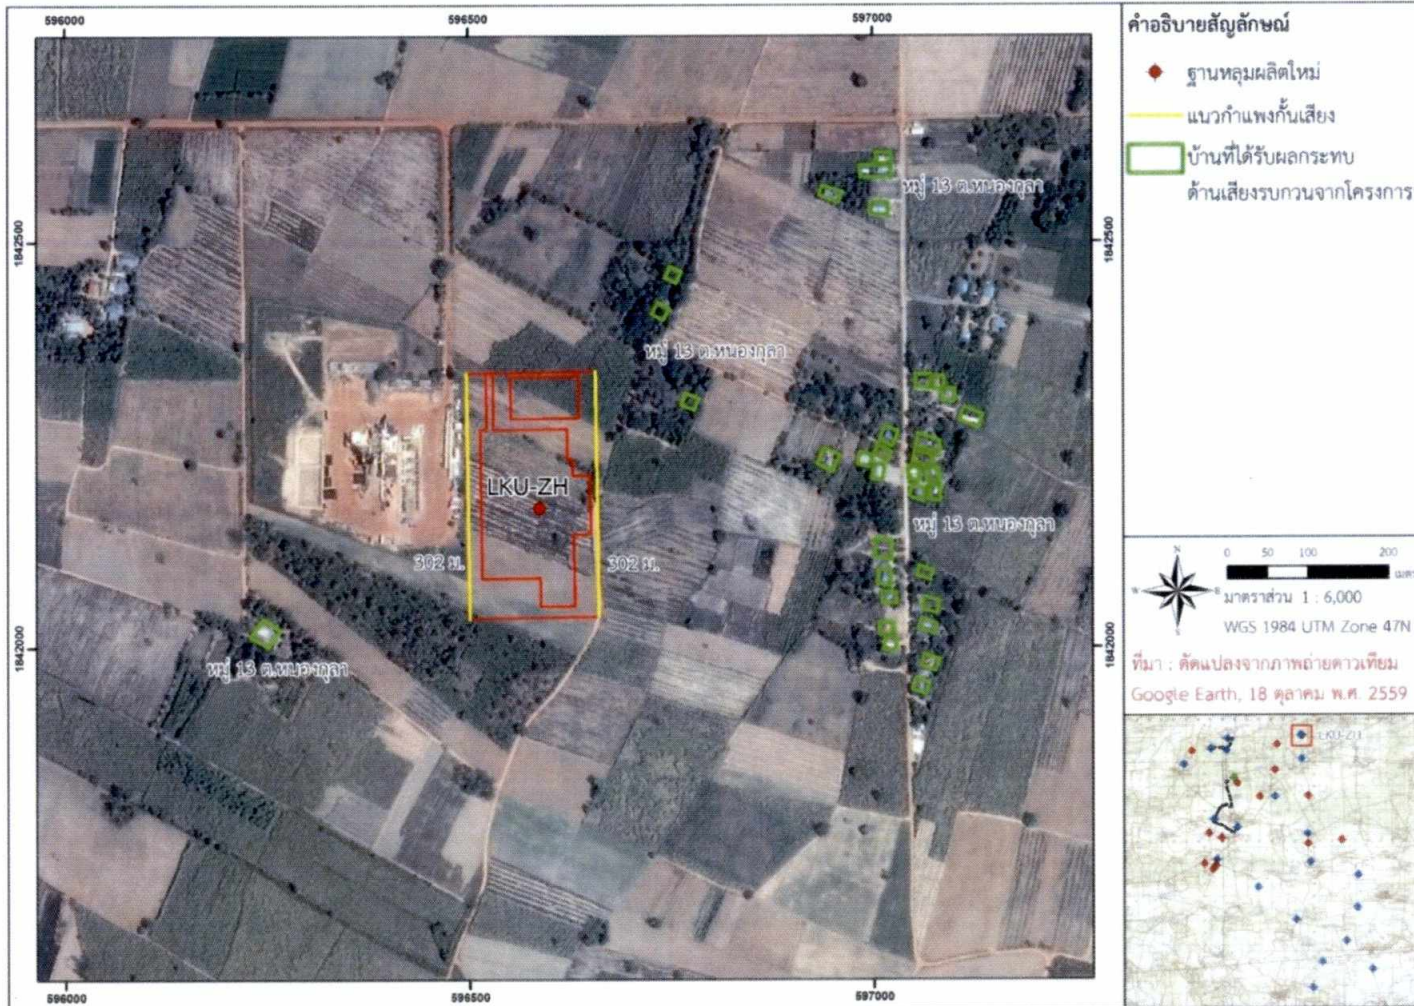 596000
596500
597000
1842500
1842000
1842500
1842000
หมู่ 13 ต.หนองกุลา
หมู่ 13 ต.หนองกุลา
LKU-ZH
หมู่ 13 ต.หนองกุลา
302 ม.
302 ม.
หมู่ 13 ต.หนองกุลา
596000
596500
597000
คำอธิบายสัญลักษณ์
ฐานหลุมผลิตใหม่
แนวกำแพงกั้นเสียง
บ้านที่ได้รับผลกระทบ
ด้านเสียงรบกวนจากโครงการ
N
W
S
0 50 100 200
เมตร
มาตราส่วน 1 : 6,000
WGS 1984 UTM Zone 47N
ที่มา : ดัดแปลงจากภาพถ่ายดาวเทียม
Google Earth, 18 ตุลาคม พ.ศ. 2559
LKU-ZH